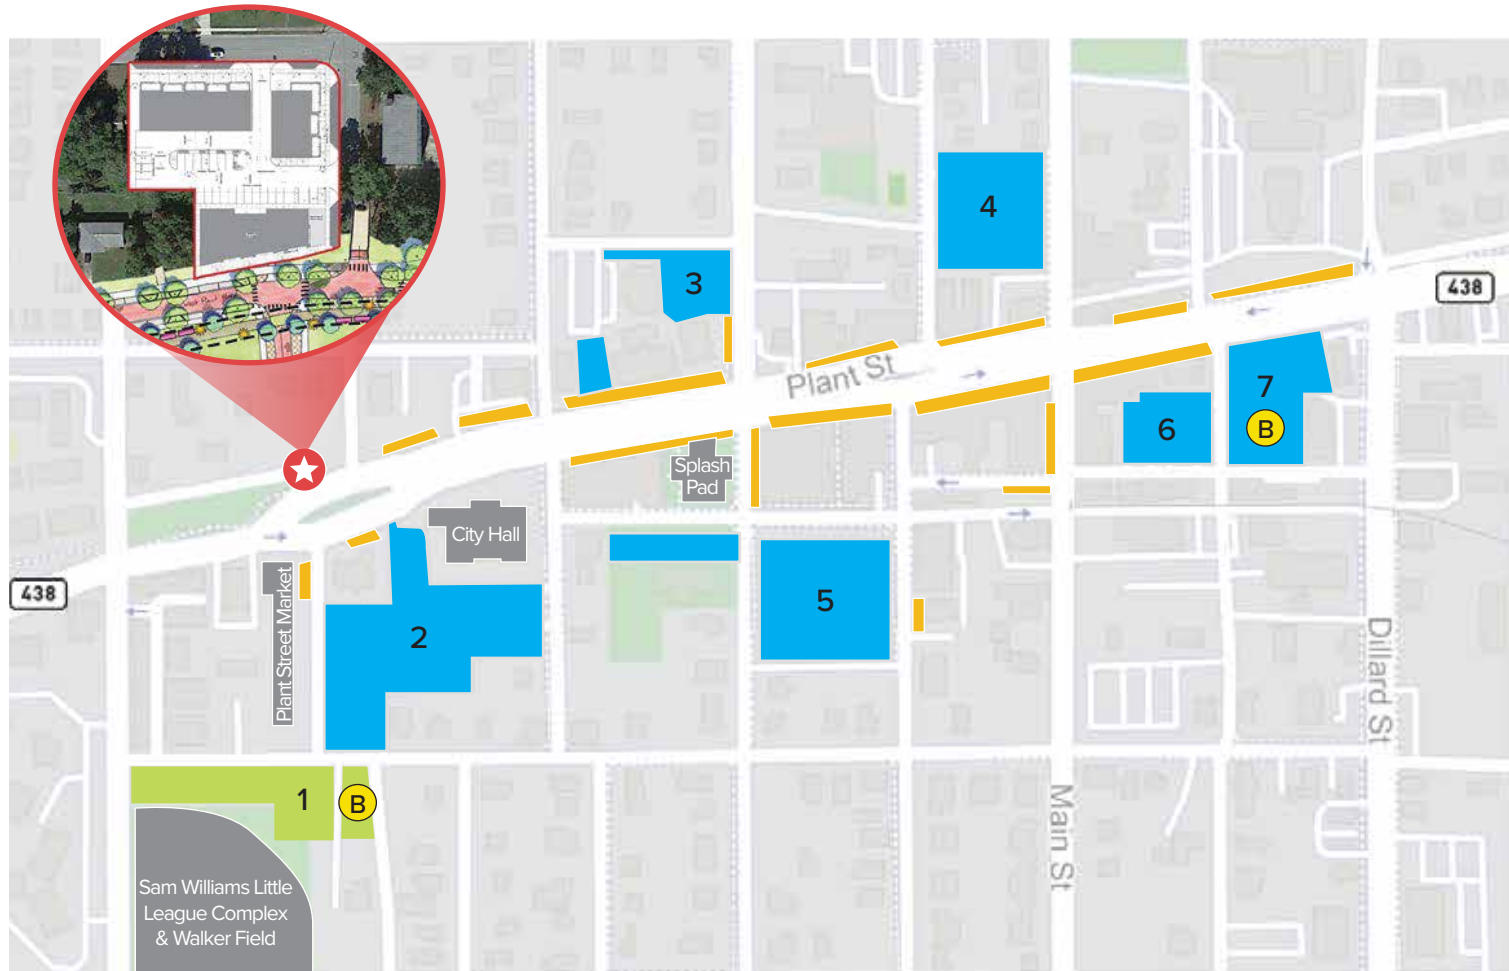 4
438
3
Plant St
7
6
B
Splash
Pad
City Hall
438
Plant Street Market
5
2
Dillard St
1
B
Main St
Sam Williams Little
League Complex
& Walker Field